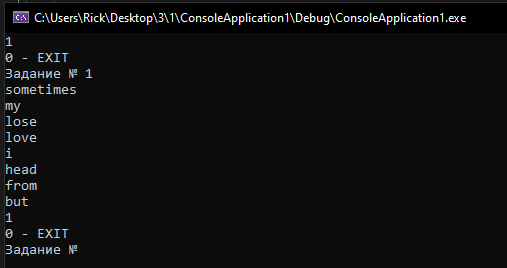 C:\Users\Rick\Desktop\3\1\ConsoleApplication1\Debug\ConsoleApplication1.exe
1
0 - EXIT
Задание № 1
sometimes
my
lose
love
i
head
from
but
1
0 - EXIT
Задание №